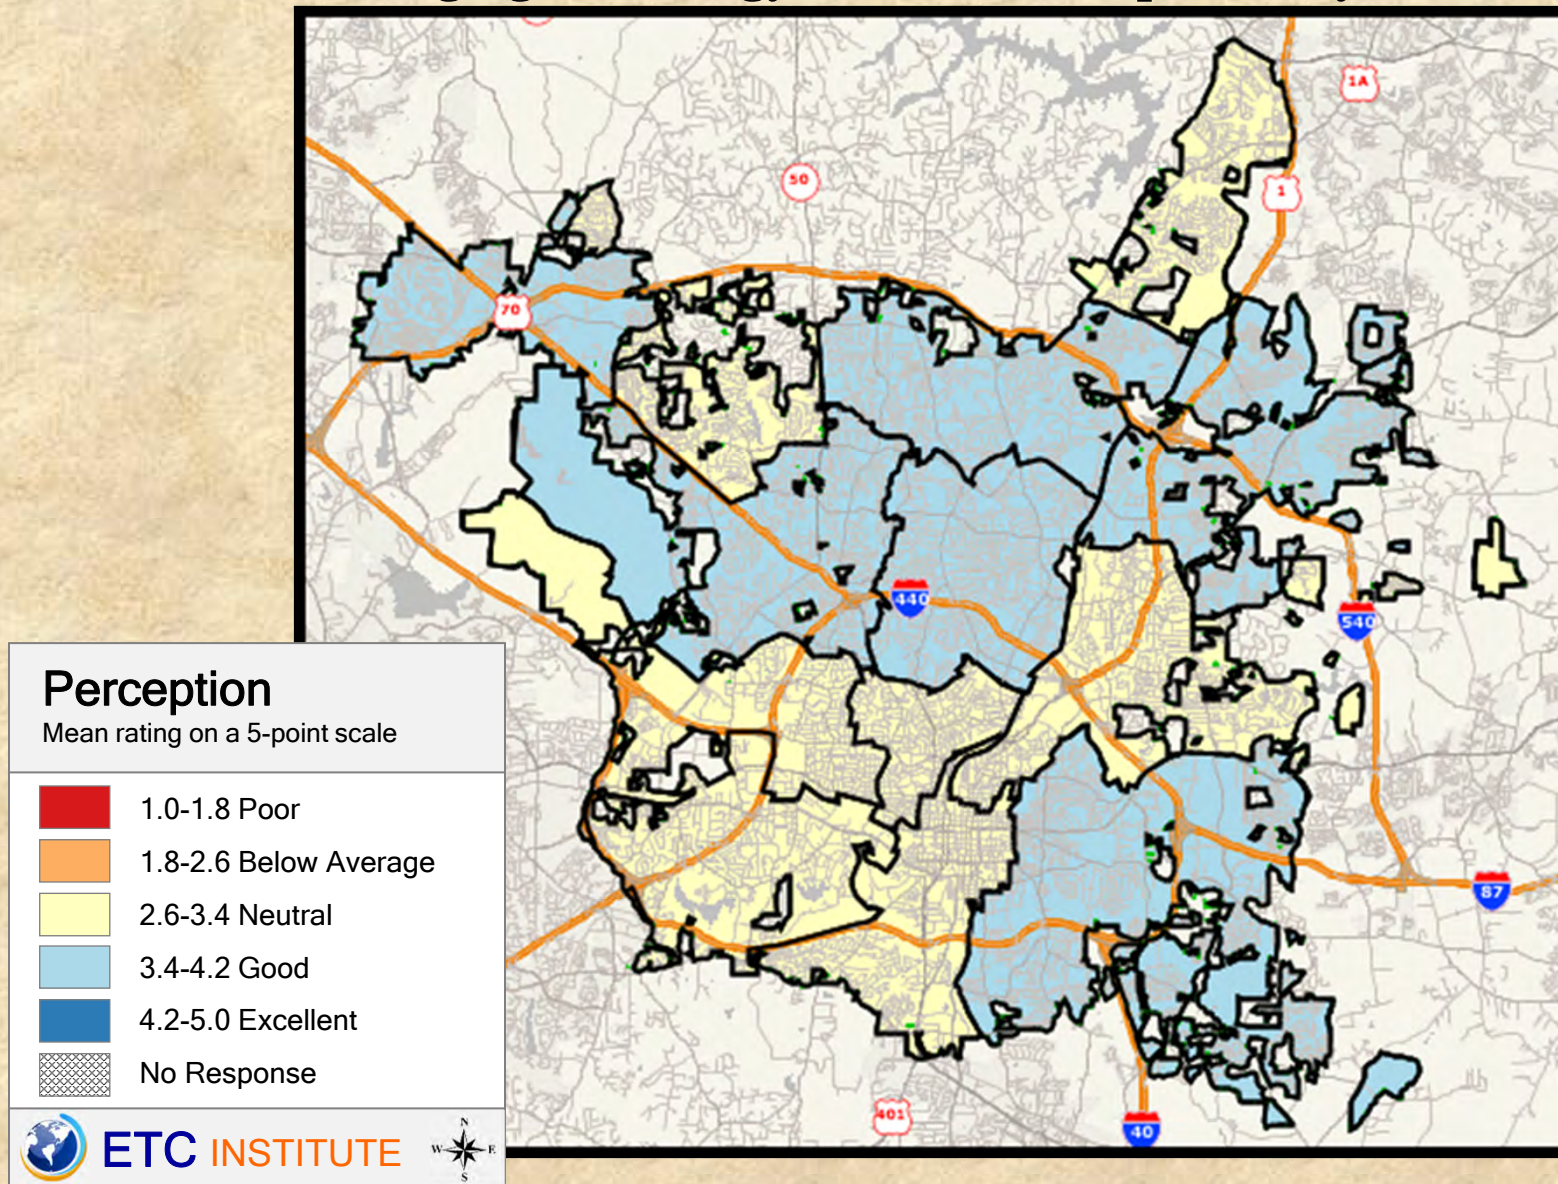 1A
50
1
70
440
540
87
401
40
Perception
Mean rating on a 5-point scale
1.0-1.8 Poor
1.8-2.6 Below Average
2.6-3.4 Neutral
3.4-4.2 Good
4.2-5.0 Excellent
No Response
ETC INSTITUTE
N
W E
S